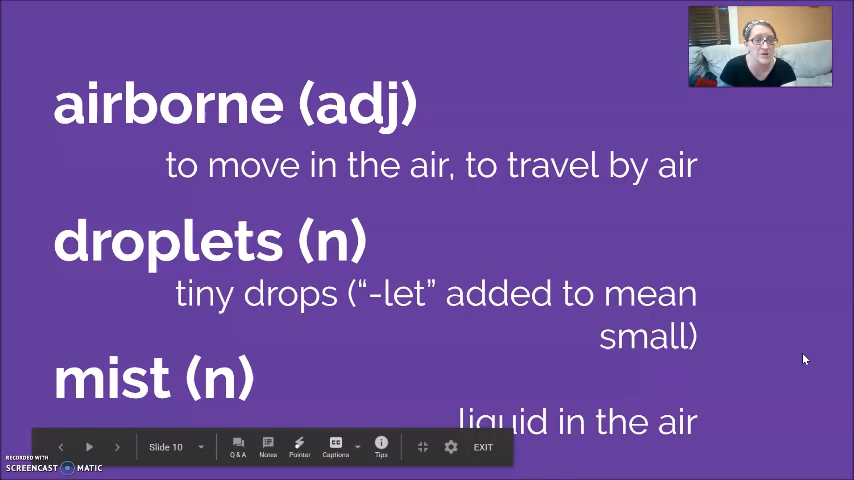 airborne (adj)
to move in the air, to travel by air
droplets (n)
tiny drops (“-let” added to mean
small)
mist (n)
liquid in the air
Slide 10
Q & A
Notes
Pointer
Captions
Tips
EXIT
RECORDED WITH
SCREENCAST MATIC